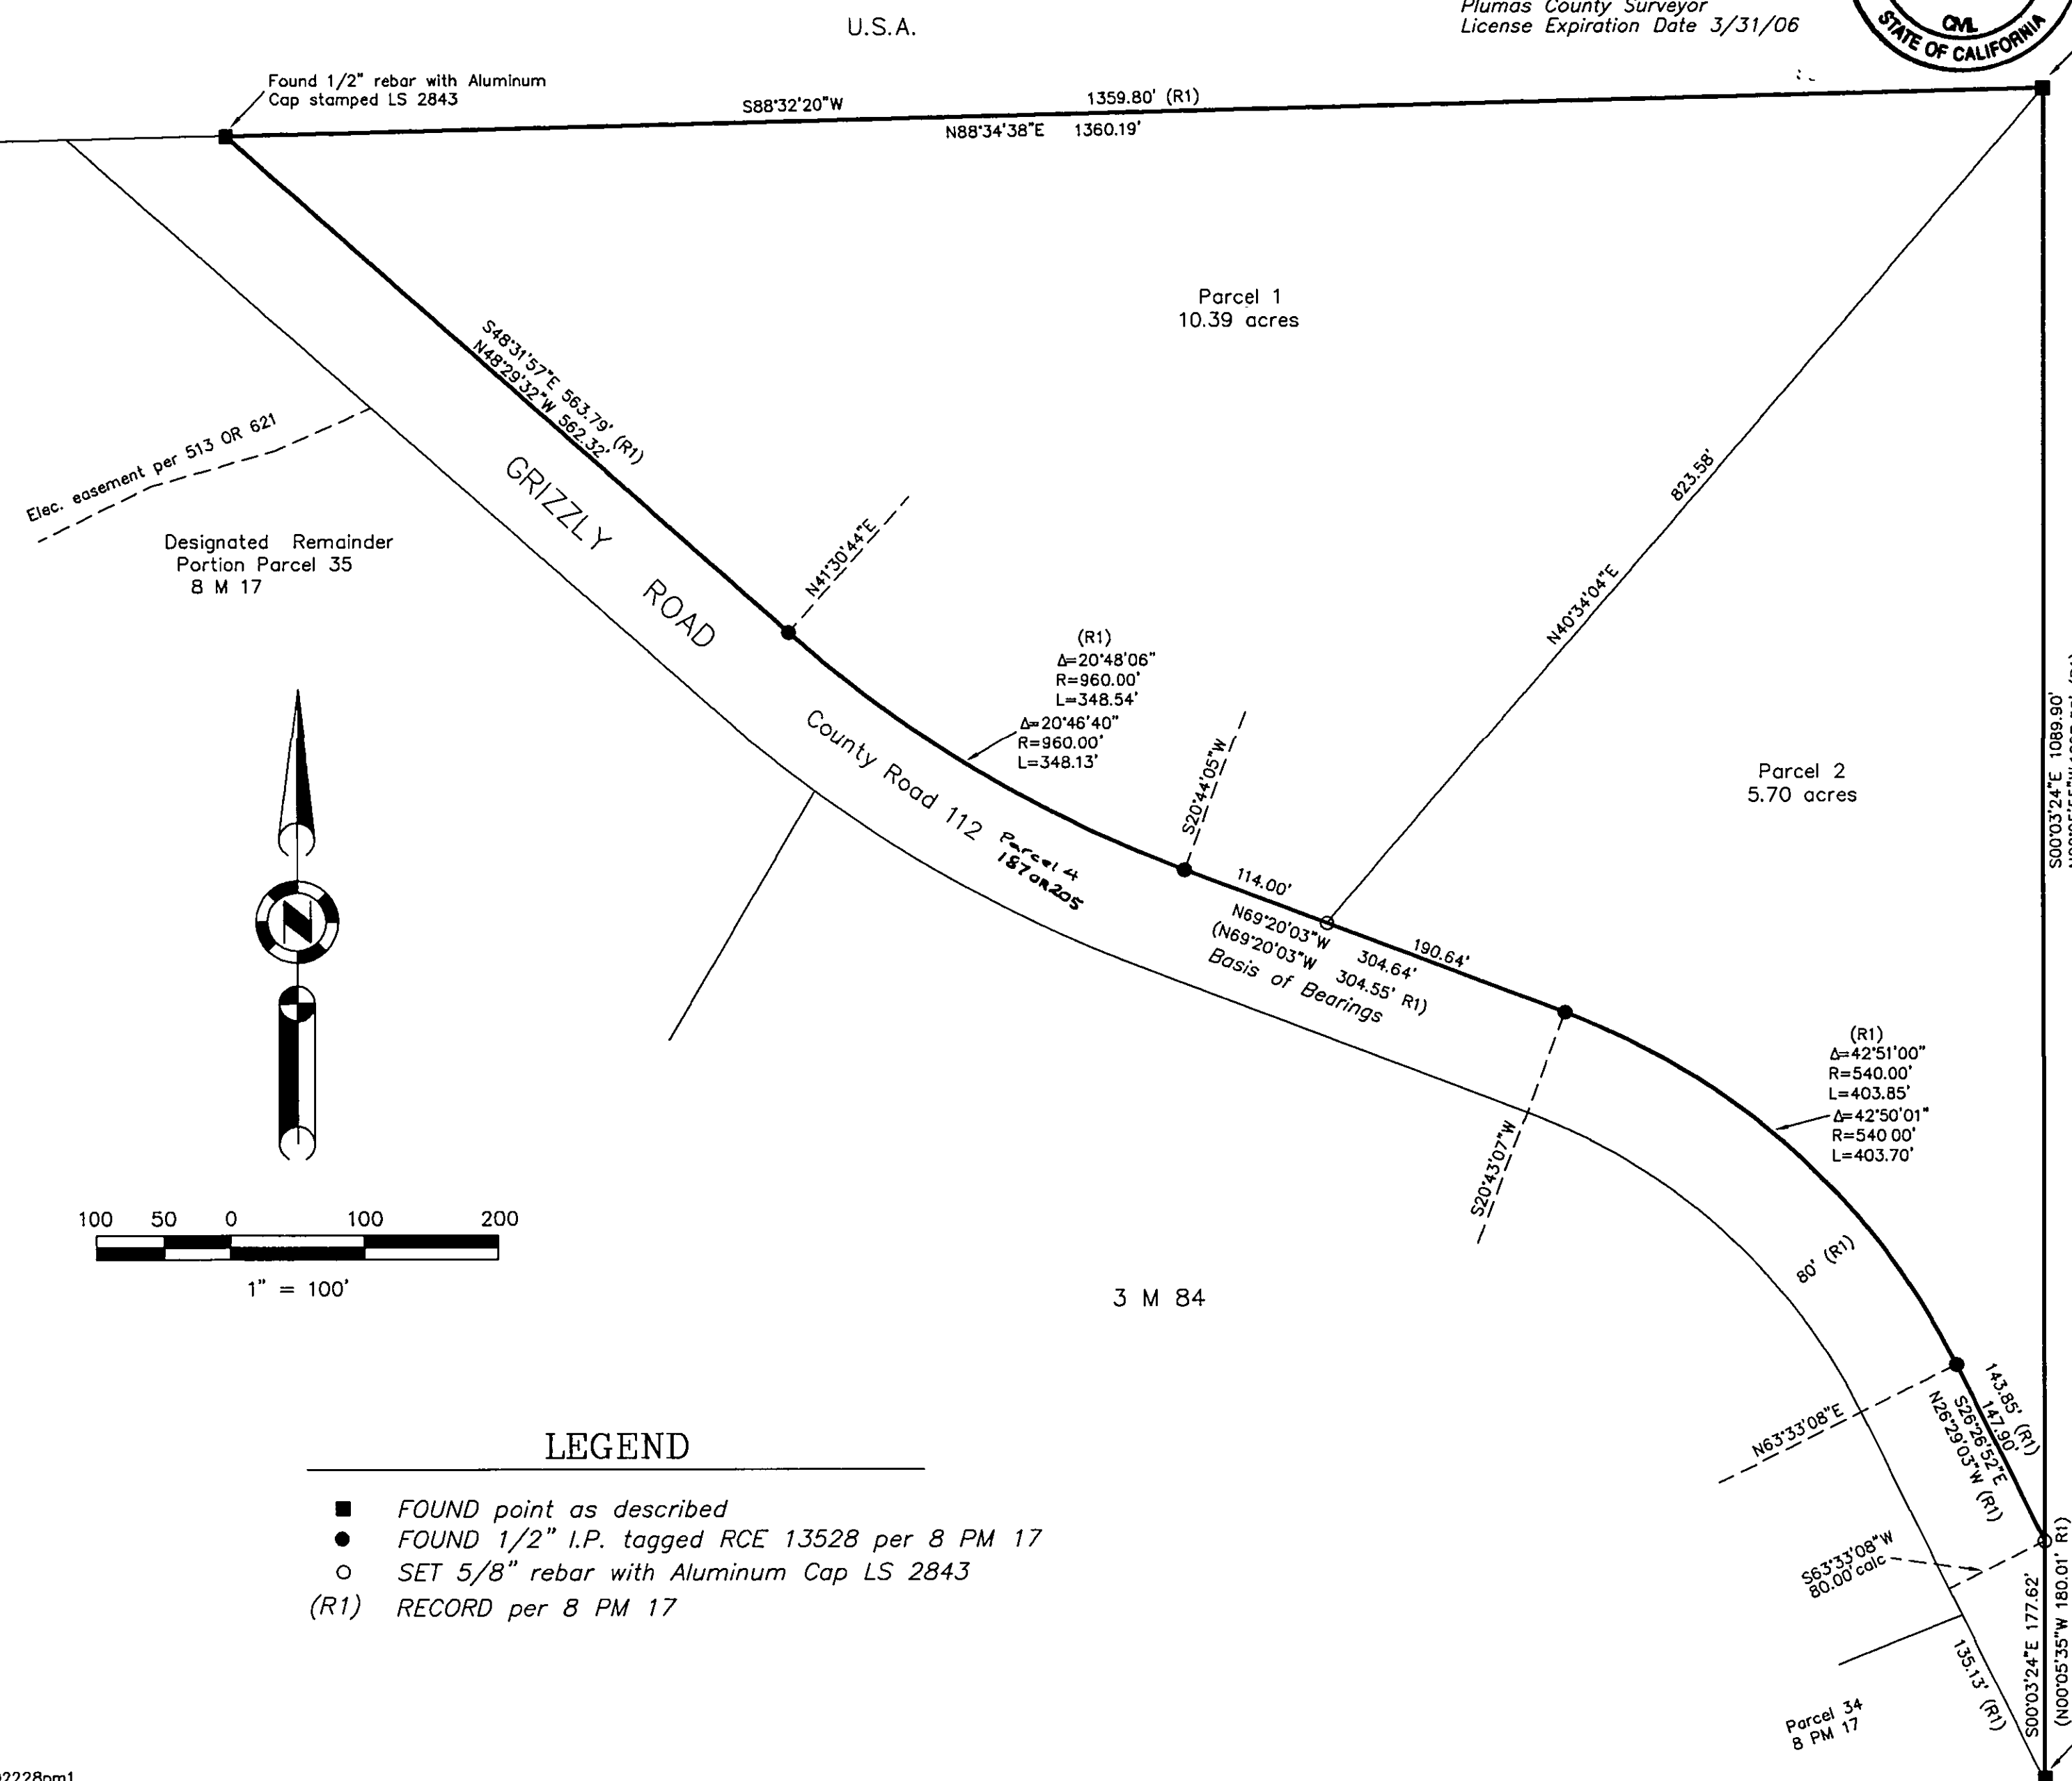 U.S.A.
Plumas County Surveyor
License Expiration Date 3/31/06
CIVIL
STATE OF CALIFORNIA
Found 1/2" rebar with Aluminum
Cap stamped LS 2843
S88°32'20"W 1359.80' (R1)
N88°34'38"E 1360.19'
Parcel 1
10.39 acres
S48°31'57"E 563.79' (R1)
N48°29'32"W 562.32'
Elec. easement per 513 OR 621
GRIZZLY ROAD
Designated Remainder
Portion Parcel 35
8 M 17
N41°30'44"E
823.58'
N40°34'04"E
(R1)
Δ=20°48'06"
R=960.00'
L=348.54'
Δ=20°46'40"
R=960.00'
L=348.13'
County Road 112
Parcel 4
187OR205
S20°44'05"W
Parcel 2
5.70 acres
S00°03'24"E 1089.90'
114.00'
190.64'
N69°20'03"W 304.64'
(N69°20'03"W 304.55' R1)
Basis of Bearings
(R1)
Δ=42°51'00"
R=540.00'
L=403.85'
Δ=42°50'01"
R=540.00'
L=403.70'
S20°43'07"W
N
100 50 0 100 200
1" = 100'
80' (R1)
3 M 84
143.85' (R1)
147.90'
S26°26'52"E
N26°29'03"W (R1)
N63°33'08"E
S63°33'08"W
80.00' calc
LEGEND
FOUND point as described
FOUND 1/2" I.P. tagged RCE 13528 per 8 PM 17
SET 5/8" rebar with Aluminum Cap LS 2843
(R1) RECORD per 8 PM 17
S00°03'24"E 177.62'
(N00°05'35"W 180.01' R1)
135.13' (R1)
Parcel 34
8 PM 17
2228pm1